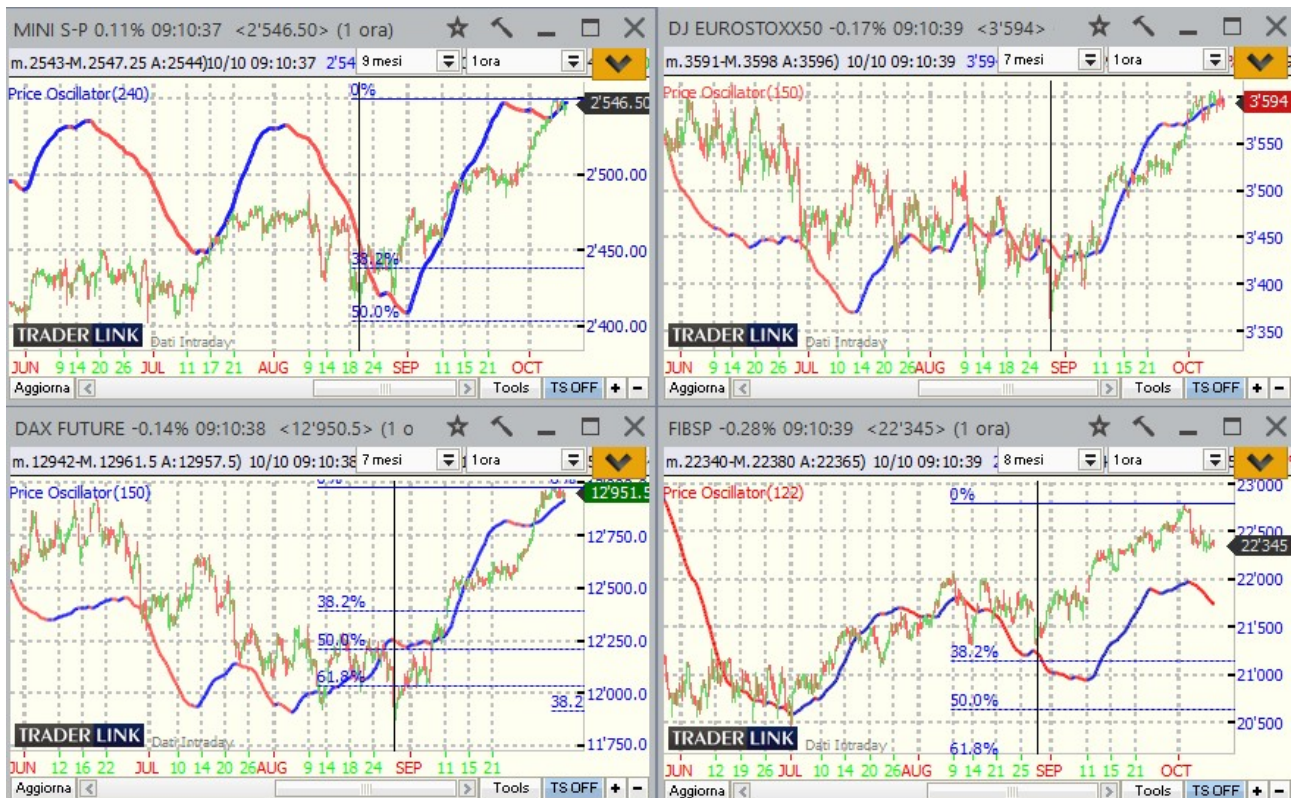 MINI S-P 0.11% 09:10:37 <2'546.50> (1 ora)
m.2543-M.2547.25 A:2544) 10/10 09:10:37 2'54 9 mesi 1ora
Price Oscillator(240)
0%
2'546.50
2'500.00
2'450.00
38.2%
50.0%
2'400.00
TRADER LINK
Dati Intraday
JUN 9 14 20 26 JUL 11 17 21 AUG 9 14 18 24 SEP 11 15 21 OCT
Aggiorna Tools TS OFF + -
DJ EUROSTOXX50 -0.17% 09:10:39 <3'594>
m.3591-M.3598 A:3596) 10/10 09:10:39 3'59 7 mesi 1ora
Price Oscillator(150)
3'594
3'550
3'500
3'450
3'400
3'350
TRADER LINK
Dati Intraday
JUN 9 14 20 26 JUL 10 14 20 26 AUG 9 14 18 24 SEP 11 15 21 OCT
Aggiorna Tools TS OFF + -
DAX FUTURE -0.14% 09:10:38 <12'950.5> (1 o
m.12942-M.12961.5 A:12957.5) 10/10 09:10:38 7 mesi 1ora
Price Oscillator(150)
12'951.5
12'750.0
12'500.0
38.2%
50.0%
12'250.0
61.8%
12'000.0
38.2
11'750.0
TRADER LINK
Dati Intraday
JUN 12 16 22 JUL 10 14 20 26 AUG 9 14 18 24 SEP 11 15 21
Aggiorna Tools TS OFF + -
FIBSP -0.28% 09:10:39 <22'345> (1 ora)
m.22340-M.22380 A:22365) 10/10 09:10:39 8 mesi 1ora
Price Oscillator(122)
0%
23'000
22'500
22'345
22'000
21'500
38.2%
21'000
50.0%
20'500
61.8%
TRADER LINK
Dati Intraday
JUN 12 19 26 JUL 10 14 20 26 AUG 9 14 21 25 SEP 11 15 21 OCT
Aggiorna Tools TS OFF + -